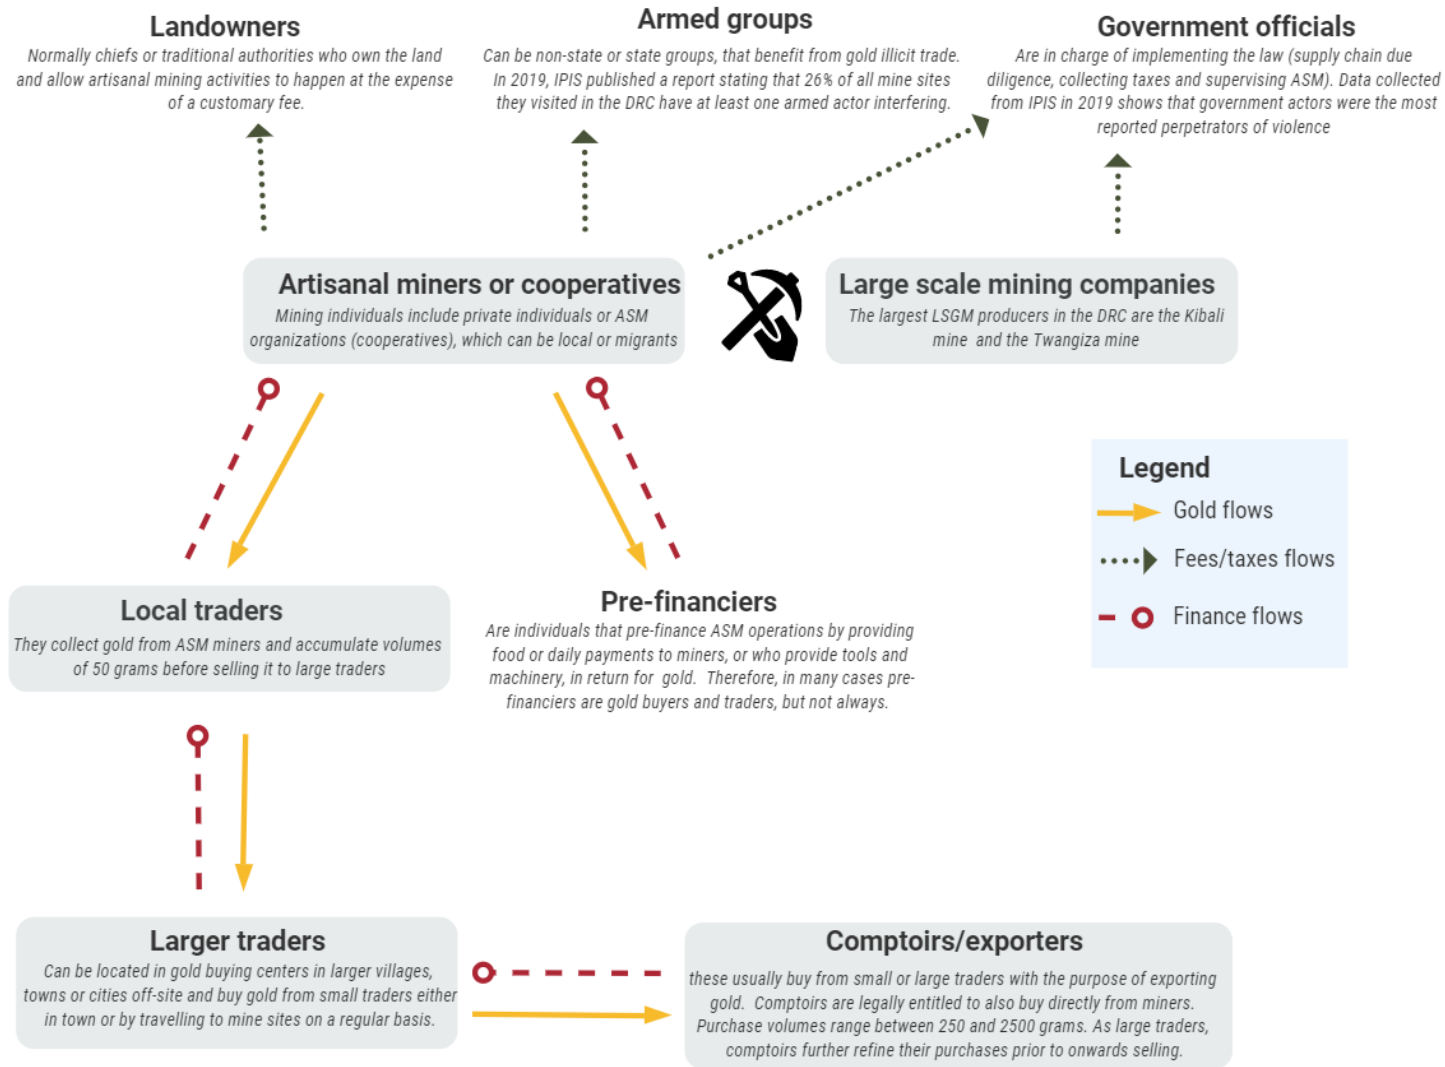 Landowners
Normally chiefs or traditional authorities who own the land
and allow artisanal mining activities to happen at the expense
of a customary fee.
Armed groups
Can be non-state or state groups, that benefit from gold illicit trade.
In 2019, IPIS published a report stating that 26% of all mine sites
they visited in the DRC have at least one armed actor interfering.
Government officials
Are in charge of implementing the law (supply chain due
diligence, collecting taxes and supervising ASM). Data collected
from IPIS in 2019 shows that government actors were the most
reported perpetrators of violence
Artisanal miners or cooperatives
Mining individuals include private individuals or ASM
organizations (cooperatives), which can be local or migrants
Large scale mining companies
The largest LSGM producers in the DRC are the Kibali
mine and the Twangiza mine
Legend
Gold flows
Fees/taxes flows
Finance flows
Local traders
They collect gold from ASM miners and accumulate volumes
of 50 grams before selling it to large traders
Pre-financiers
Are individuals that pre-finance ASM operations by providing
food or daily payments to miners, or who provide tools and
machinery, in return for gold. Therefore, in many cases pre-
financiers are gold buyers and traders, but not always.
Larger traders
Can be located in gold buying centers in larger villages,
towns or cities off-site and buy gold from small traders either
in town or by travelling to mine sites on a regular basis.
Comptoirs/exporters
these usually buy from small or large traders with the purpose of exporting
gold. Comptoirs are legally entitled to also buy directly from miners.
Purchase volumes range between 250 and 2500 grams. As large traders,
comptoirs further refine their purchases prior to onwards selling.